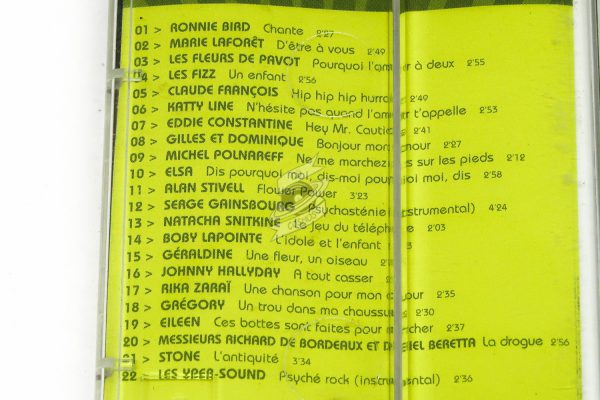 01 > RONNIE BIRD Chante 2'27
02 > MARIE LAFORÊT D'être à vous 2'49
03 > LES FLEURS DE PAVOT Pourquoi l'amour à deux 2'55
04 > LES FIZZ Un enfant 2'56
05 > CLAUDE FRANÇOIS Hip hip hip hurrah 2'49
06 > KATTY LINE N'hésite pas quand l'amour t'appelle 2'53
07 > EDDIE CONSTANTINE Hey Mr. Cautious 2'41
08 > GILLES ET DOMINIQUE Bonjour mon amour 2'27
09 > MICHEL POLNAREFF Ne me marchez pas sur les pieds 2'12
10 > ELSA Dis pourquoi moi, dis-moi pourquoi moi, dis 2'58
11 > ALAN STIVELL Flower Power 3'23
12 > SERGE GAINSBOURG Psychasténie (instrumental) 4'24
13 > NATACHA SNITKINE Le jeu du téléphone 2'03
14 > BOBY LAPOINTE L'idole et l'enfant
15 > GÉRALDINE Une fleur, un oiseau
16 > JOHNNY HALLYDAY A tout casser
17 > RIKA ZARAÏ Une chanson pour mon amour 2'35
18 > GRÉGORY Un trou dans ma chaussure 2'30
19 > EILEEN Ces bottes sont faites pour marcher 2'37
20 > MESSIEURS RICHARD DE BORDEAUX ET DANIEL BERETTA La drogue 2'56
21 > STONE L'antiquité 3'34
22 > LES YPER-SOUND Psyché rock (instrumental) 2'36